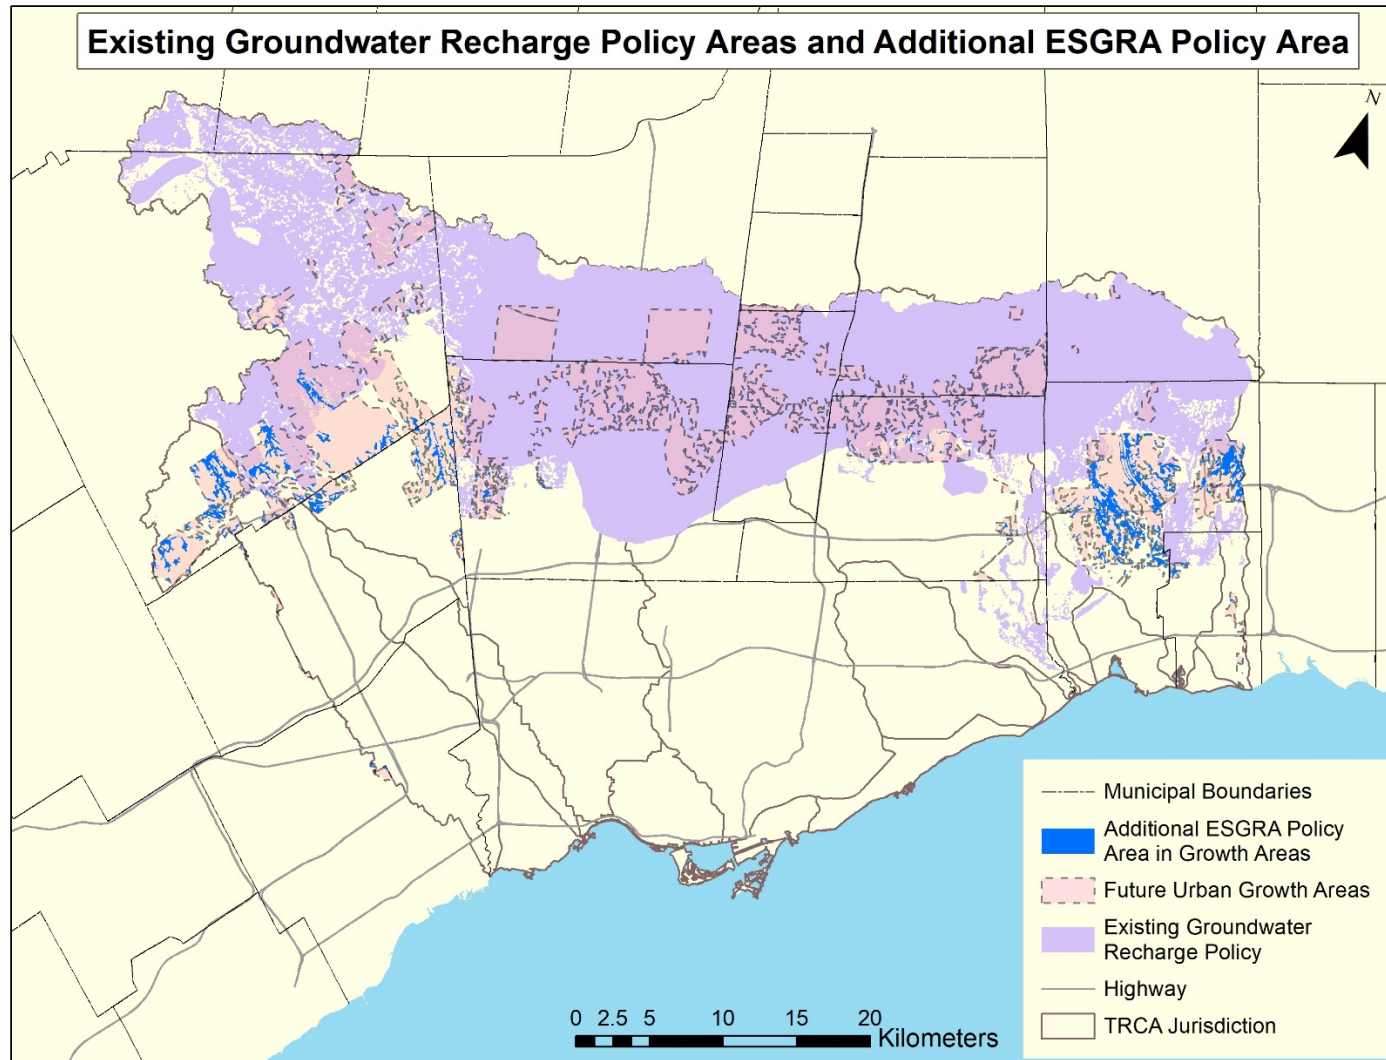 Existing Groundwater Recharge Policy Areas and Additional ESGRA Policy Area
N
Municipal Boundaries
Additional ESGRA Policy
Area in Growth Areas
Future Urban Growth Areas
Existing Groundwater
Recharge Policy
Highway
TRCA Jurisdiction
0 2.5 5 10 15 20
Kilometers